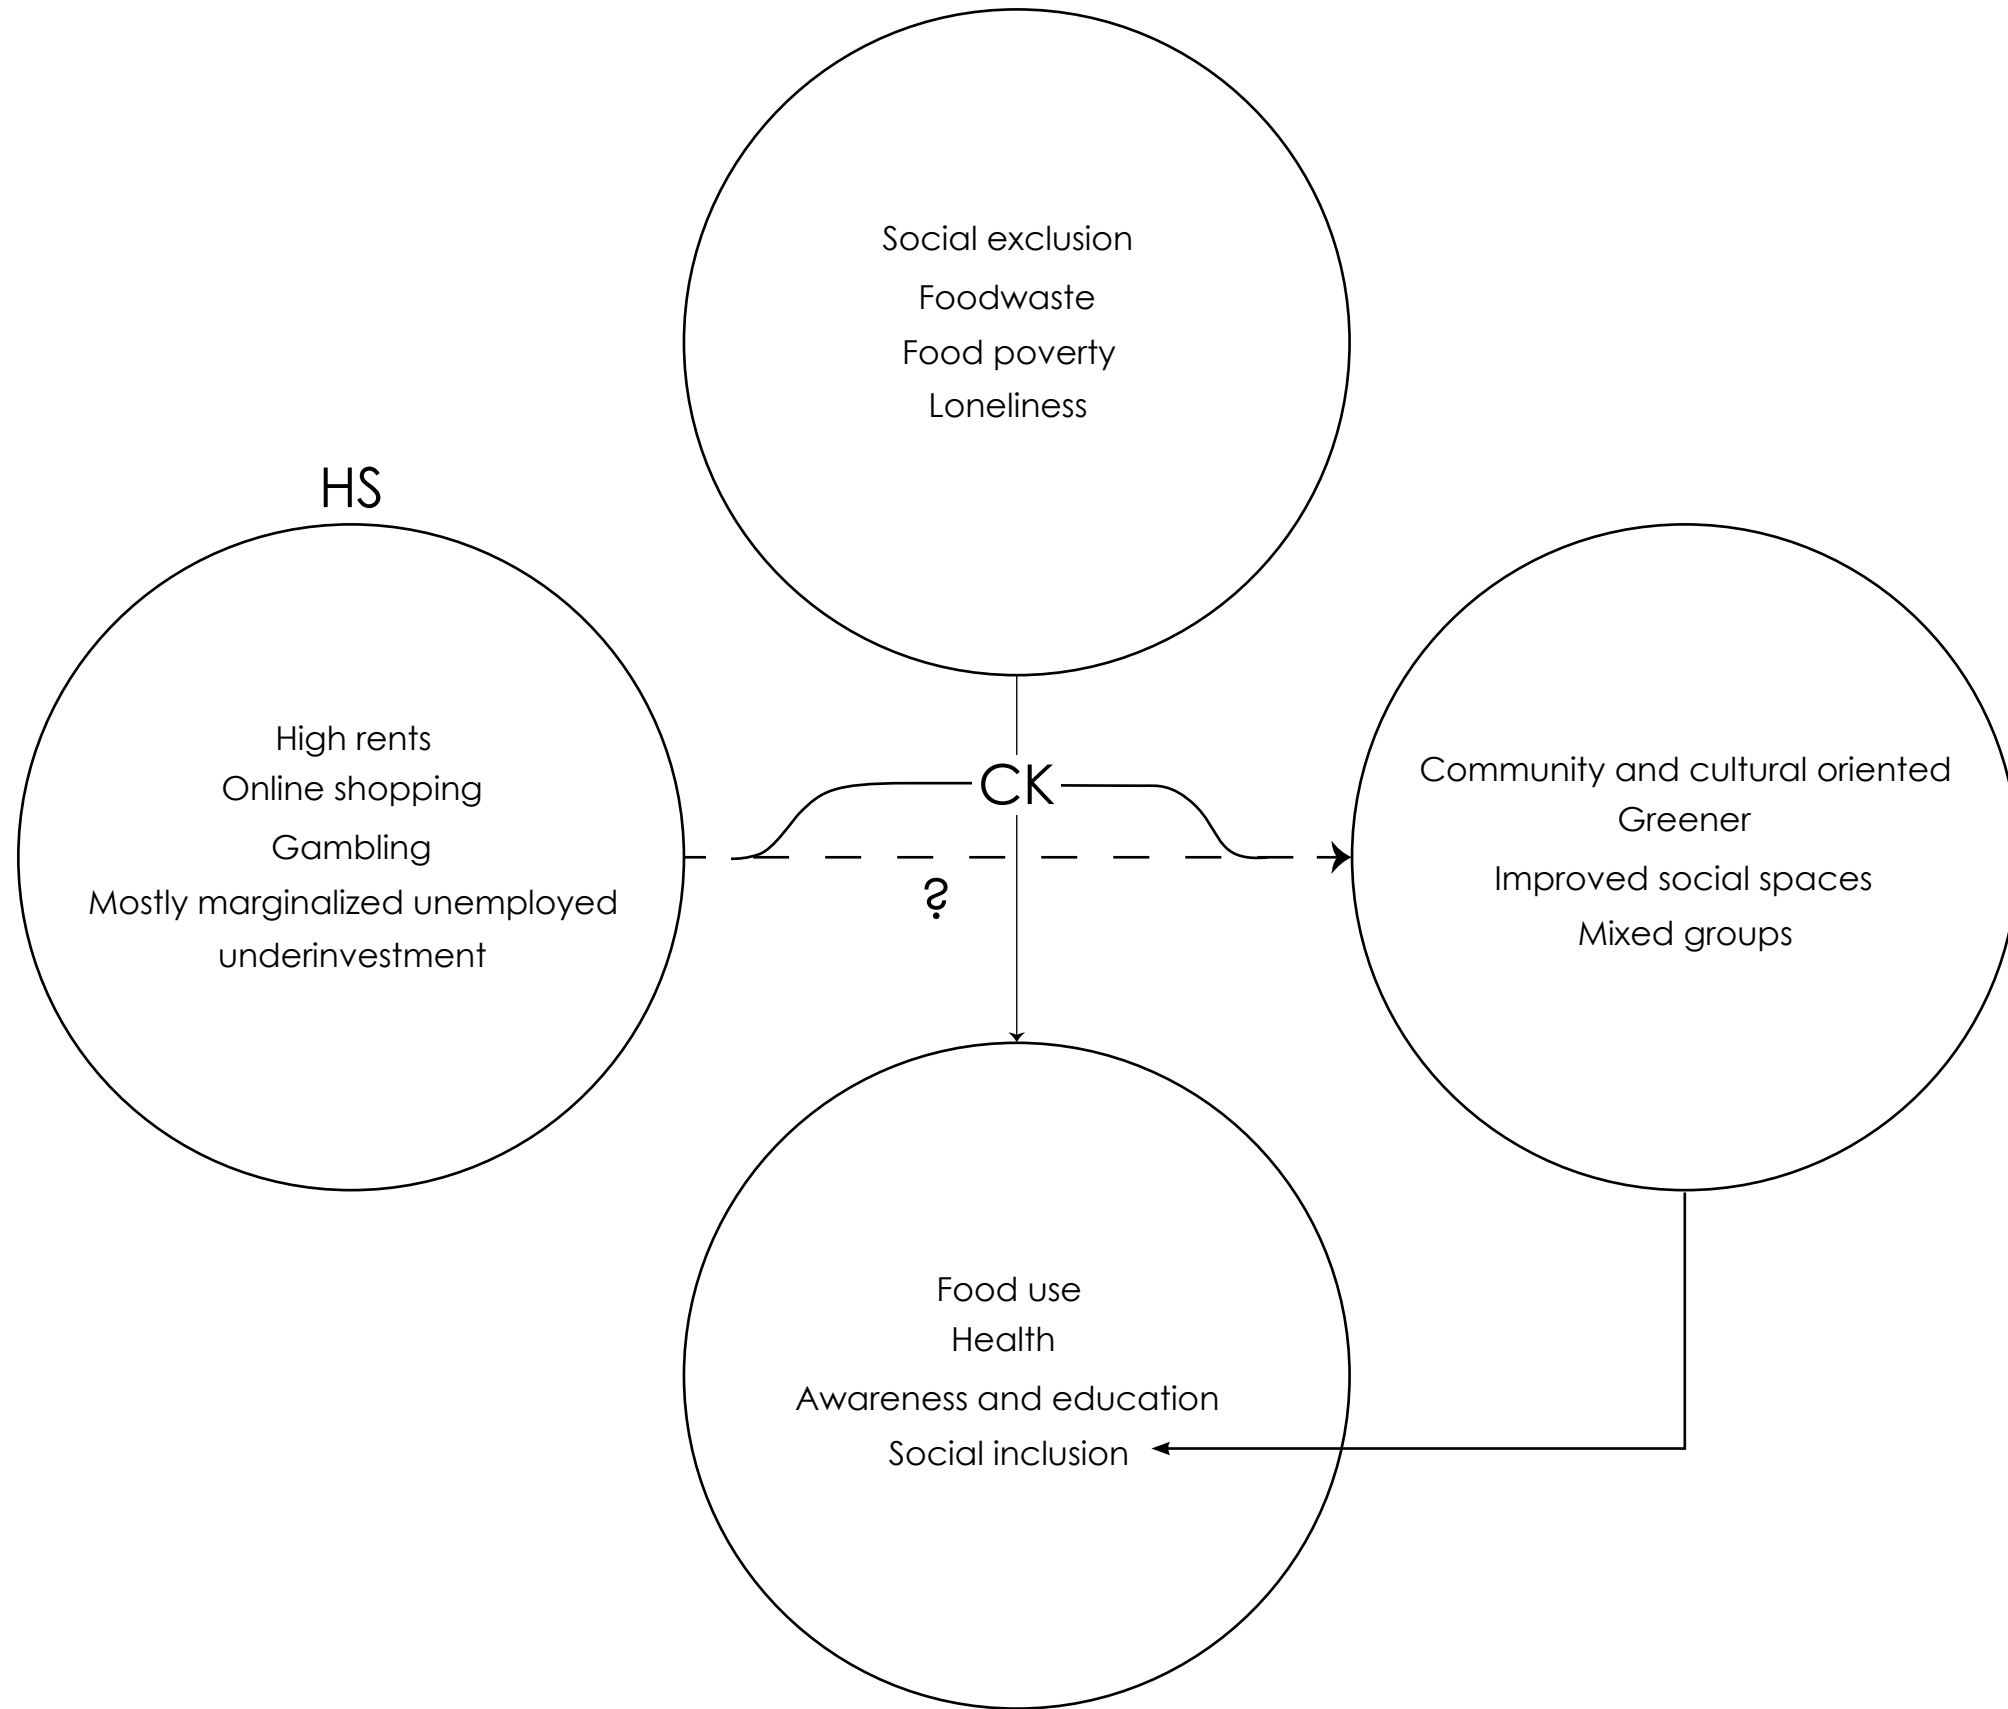 Social exclusion
Foodwaste
Food poverty
Loneliness
HS
High rents
Online shopping
Gambling
Mostly marginalized unemployed
underinvestment
CK
?
Community and cultural oriented
Greener
Improved social spaces
Mixed groups
Food use
Health
Awareness and education
Social inclusion